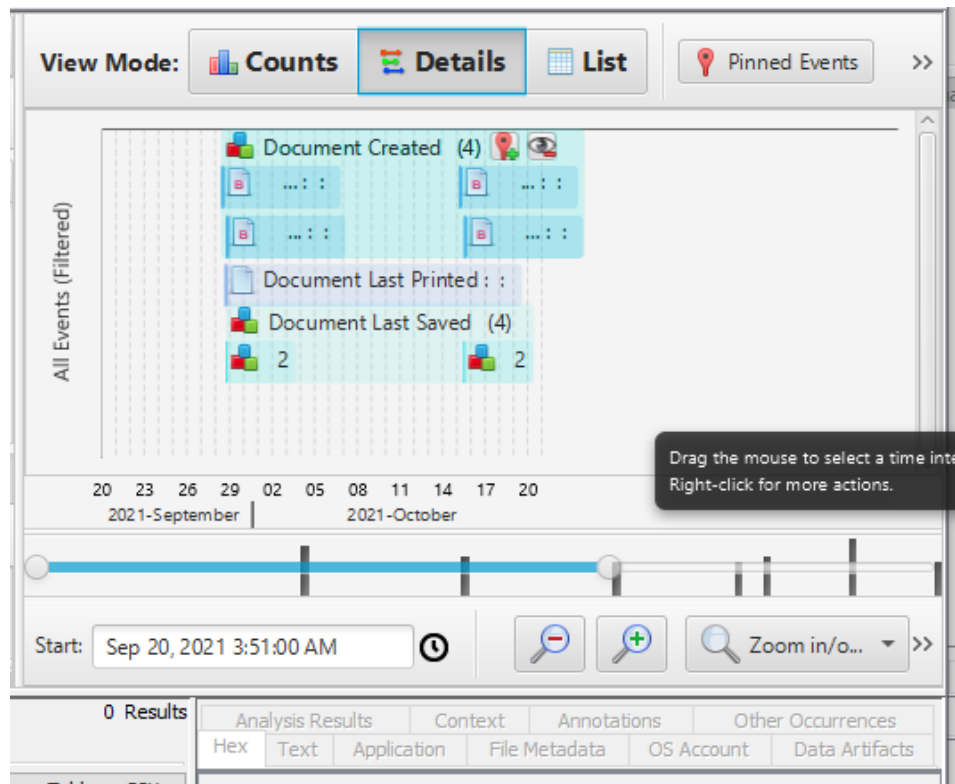 View Mode: Counts Details List Pinned Events >>
All Events (Filtered)
Document Created (4)
B ...: : B ...: :
B ...: : B ...: :
Document Last Printed : :
Document Last Saved (4)
2 2
Drag the mouse to select a time inte
Right-click for more actions.
20 23 26 29 02 05 08 11 14 17 20
2021-September 2021-October
Start: Sep 20, 2021 3:51:00 AM Zoom in/o... >>
0 Results
Analysis Results Context Annotations Other Occurrences
Hex Text Application File Metadata OS Account Data Artifacts